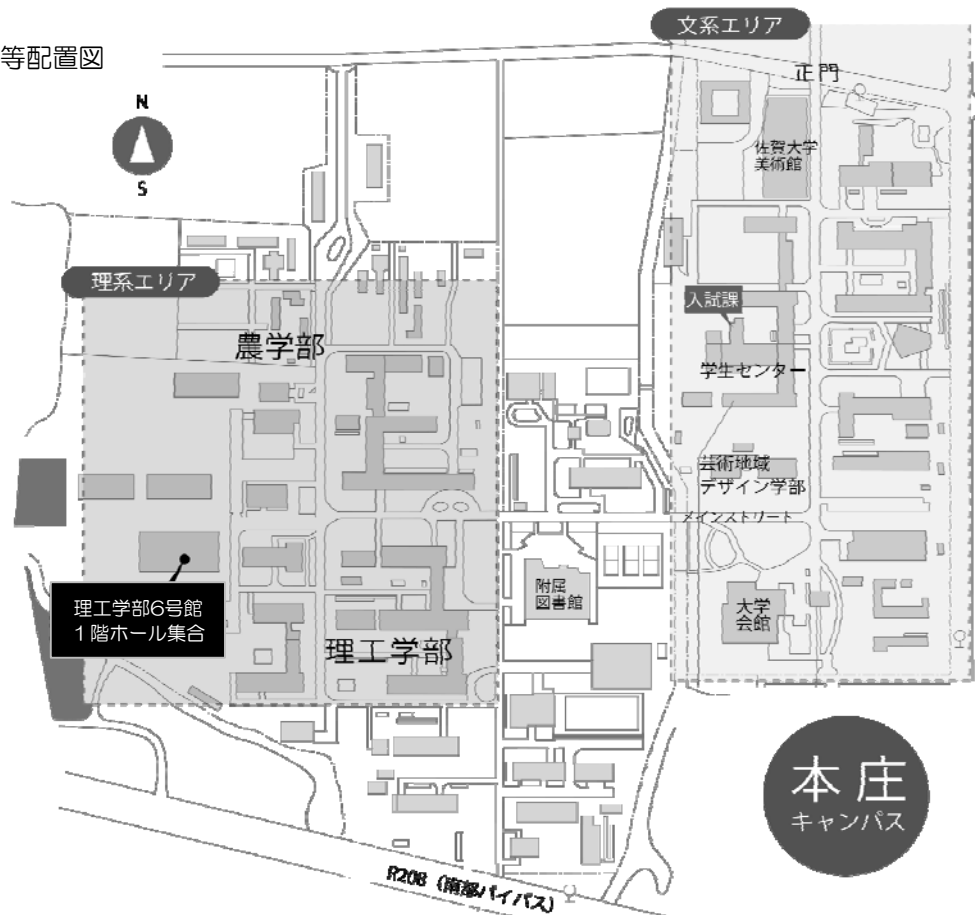 等配置図
文系エリア
正門
N
S
佐賀大学
美術館
理系エリア
入試課
農学部
学生センター
芸術地域
デザイン学部
メインストリート
理工学部6号館
1階ホール集合
附属
図書館
大学
会館
理工学部
本庄
キャンパス
R208（南部バイパス）